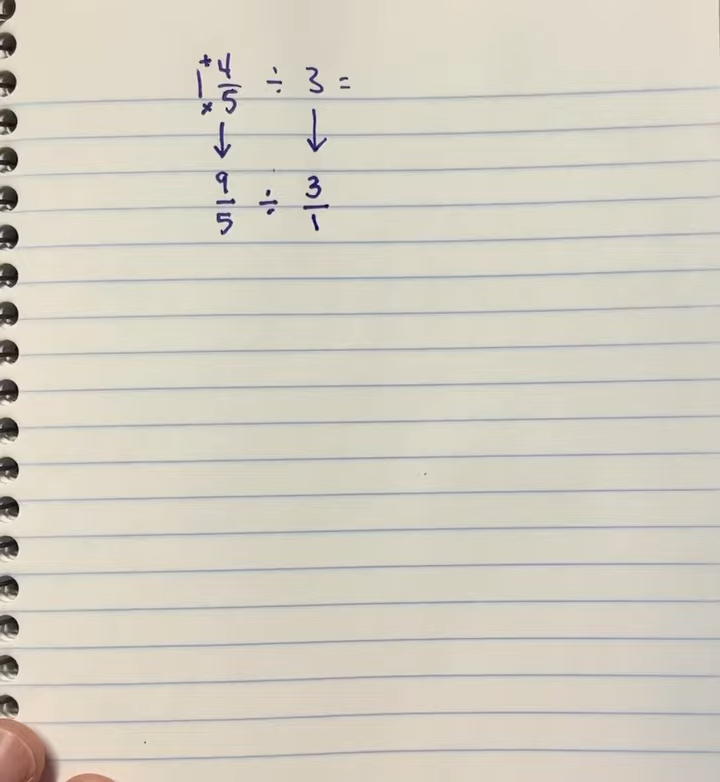 1 4/5 ÷ 3 =
+
×
↓ ↓
9/5 ÷ 3/1